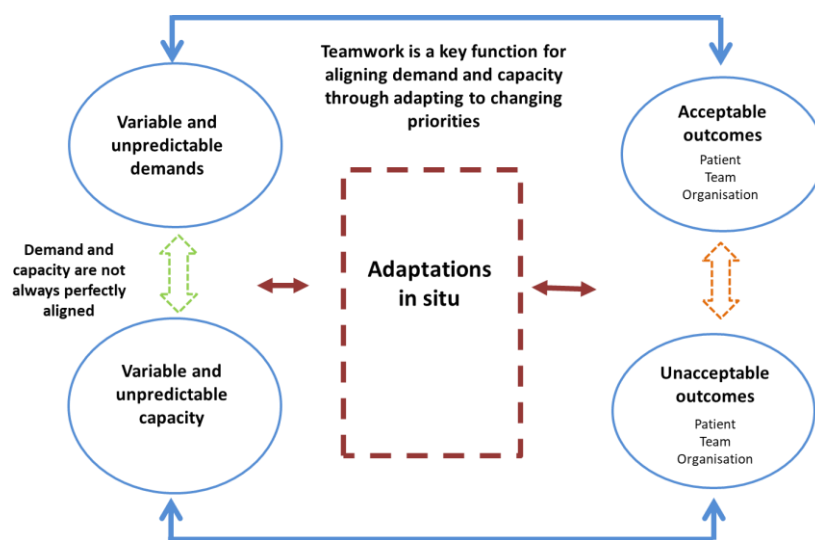 Teamwork is a key function for
aligning demand and capacity
through adapting to changing
priorities
Variable and
unpredictable
demands
Acceptable
outcomes
Patient
Team
Organisation
Demand and
capacity are not
always perfectly
aligned
Adaptations
in situ
Variable and
unpredictable
capacity
Unacceptable
outcomes
Patient
Team
Organisation